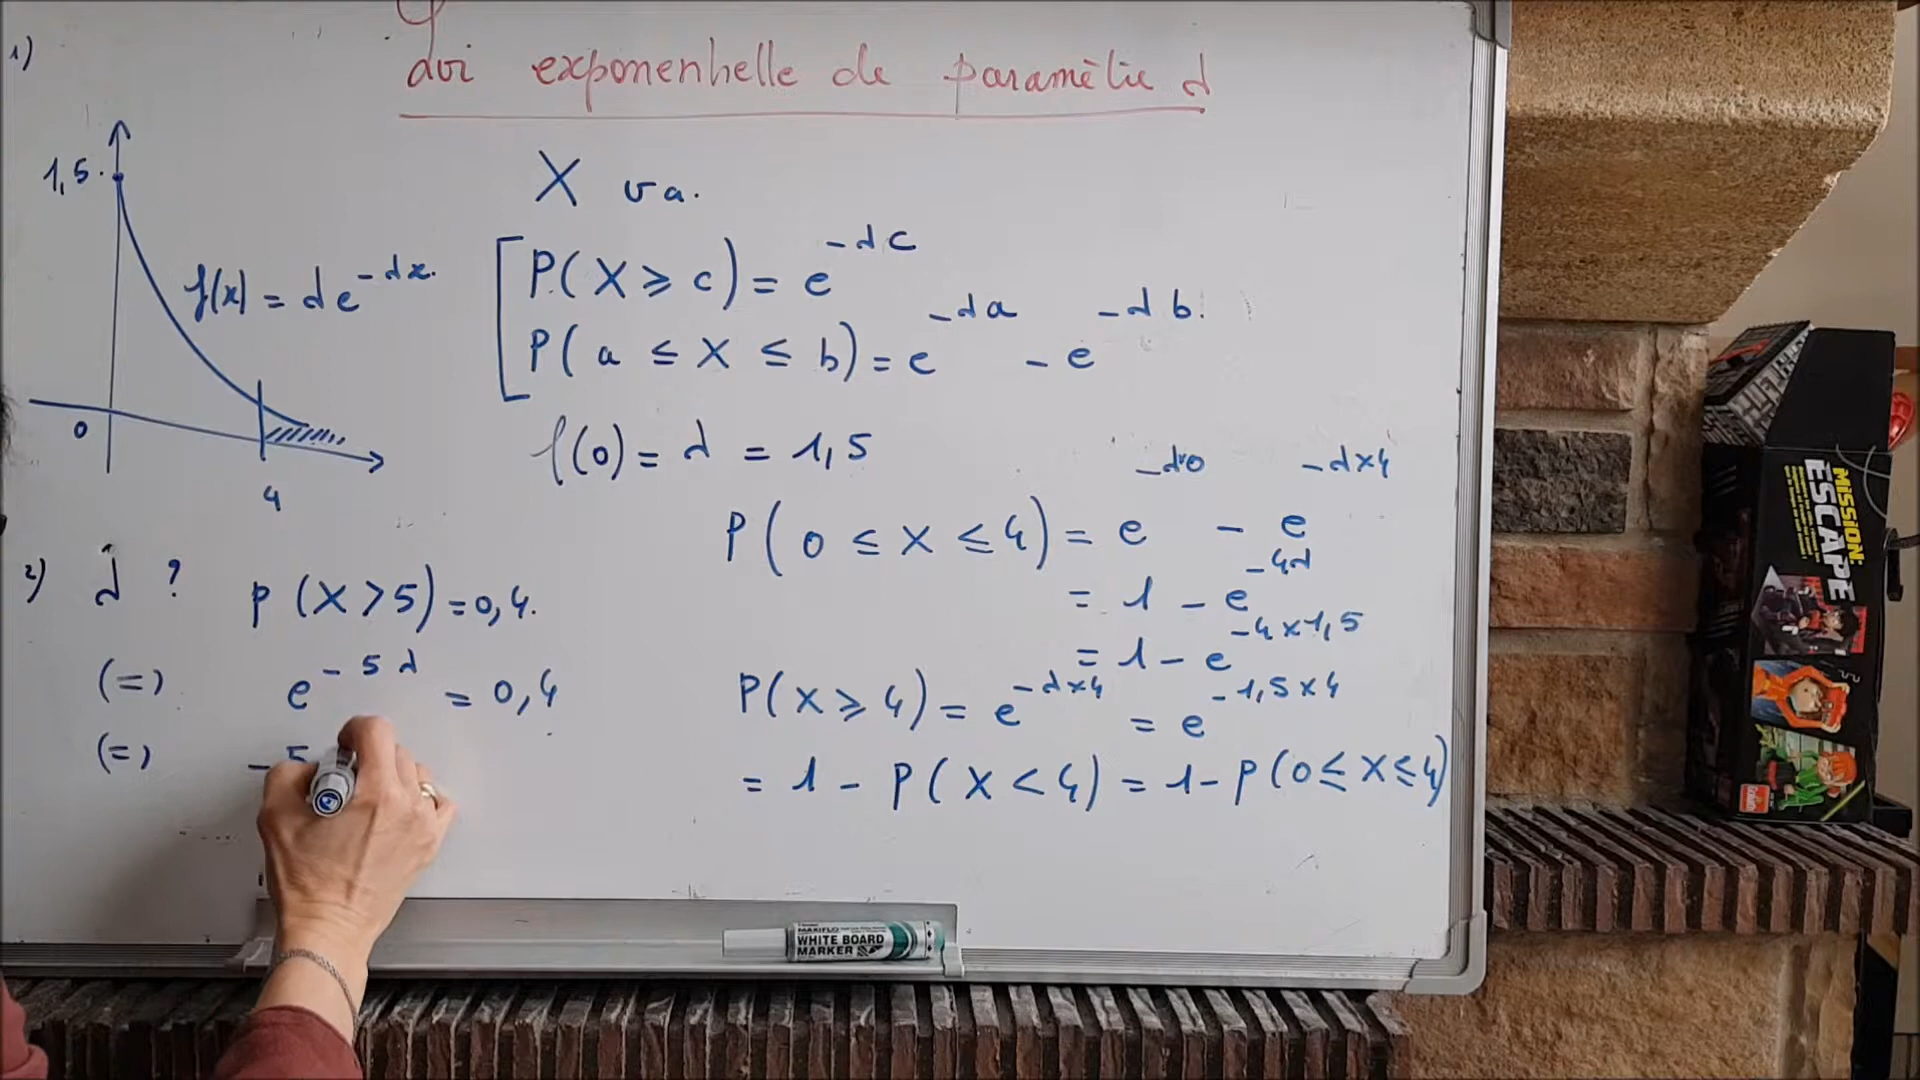 1)
Loi exponentielle de paramètre λ
1,5
X va.
f(x) = λe^-λx.
P(X ≥ c) = e^-λc
P(a ≤ X ≤ b) = e^-λa - e^-λb.
0
4
f(0) = λ = 1,5
P(0 ≤ X ≤ 4) = e^-λ×0 - e^-λ×4
= 1 - e^-4λ
= 1 - e^-4×1,5
P(X ≥ 4) = e^-λ×4 = e^-1,5×4
= 1 - P(X < 4) = 1 - P(0 ≤ X ≤ 4)
2) λ ? P(X > 5) = 0,4.
(=) e^-5λ = 0,4
(=) -5
WHITE BOARD
MARKER
MISSION:
ESCAPE